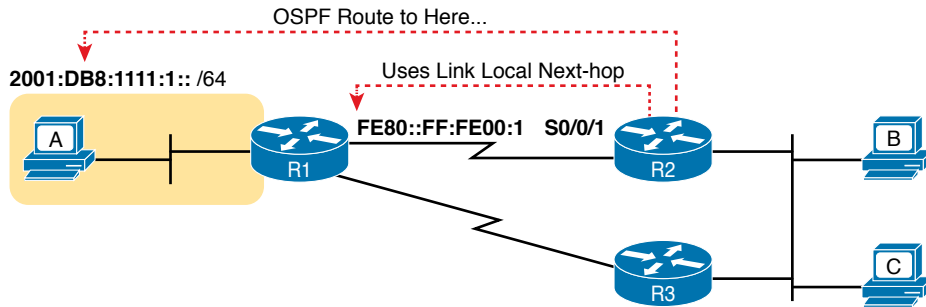 OSPF Route to Here...
2001:DB8:1111:1:: /64
Uses Link Local Next-hop
A
FE80::FF:FE00:1 S0/0/1
B
R1
R2
C
R3